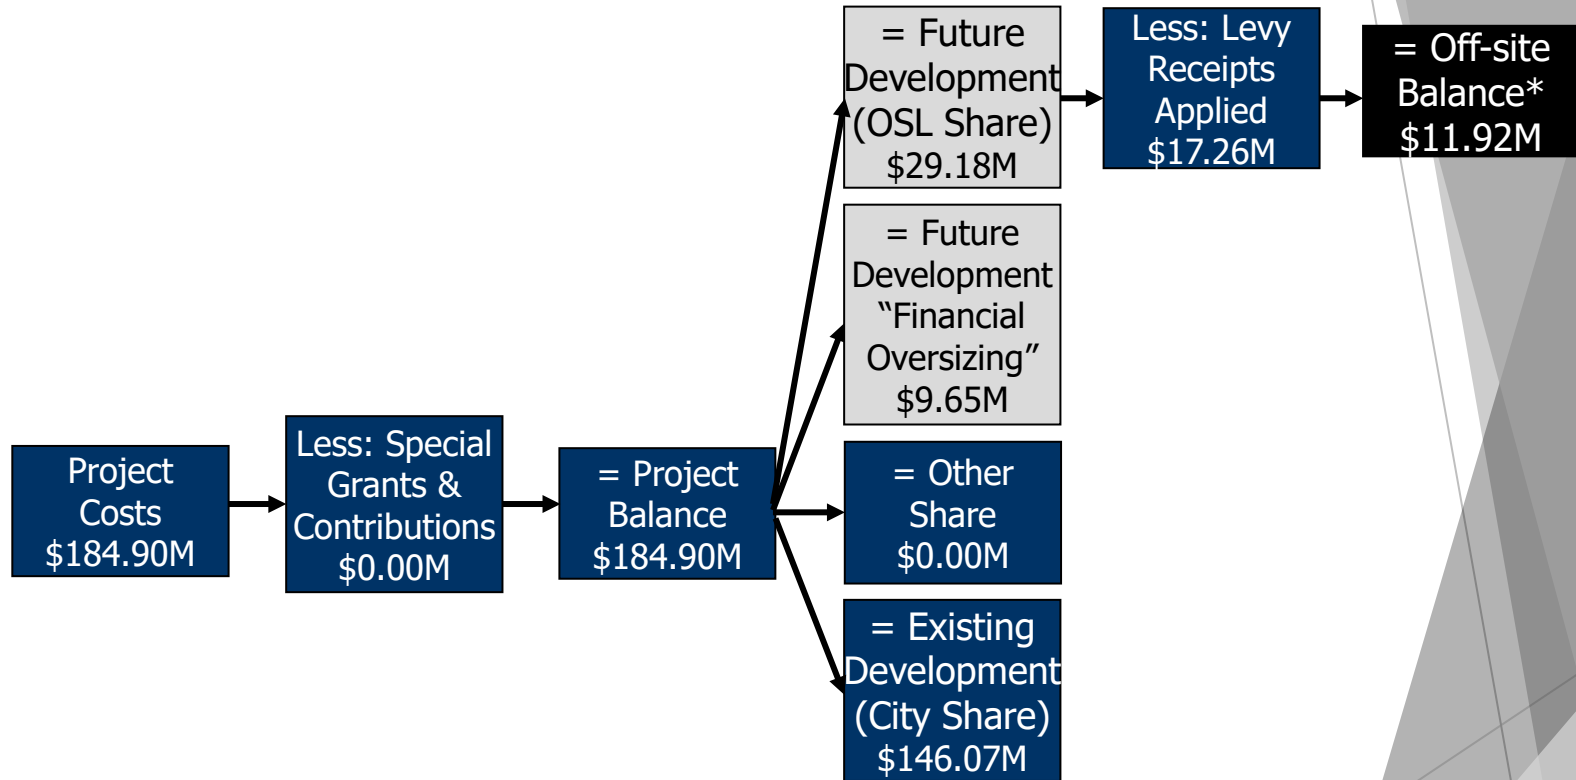 Project
Costs
$184.90M
Less: Special
Grants &
Contributions
$0.00M
= Project
Balance
$184.90M
= Future
Development
(OSL Share)
$29.18M
Less: Levy
Receipts
Applied
$17.26M
= Off-site
Balance*
$11.92M
= Future
Development
“Financial
Oversizing”
$9.65M
= Other
Share
$0.00M
= Existing
Development
(City Share)
$146.07M